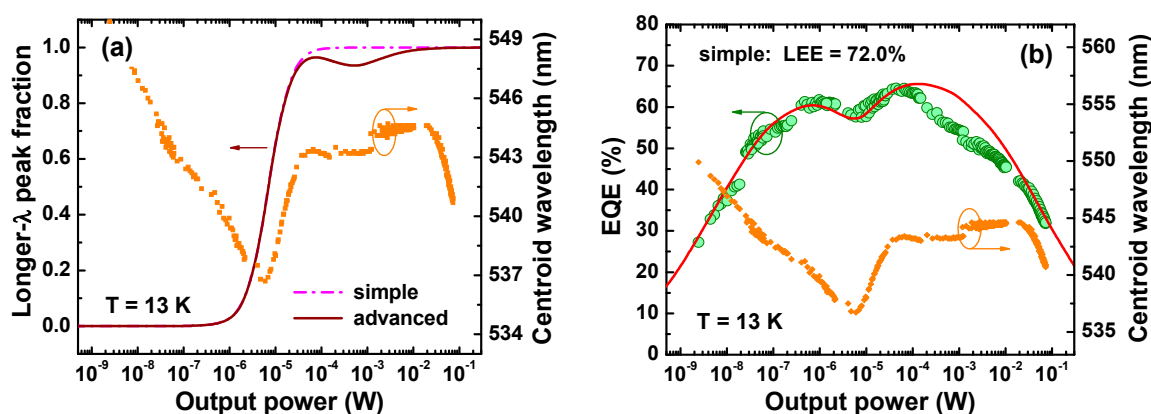 (a)
1.0
0.8
0.6
0.4
0.2
0.0
Longer-λ peak fraction
T = 13 K
simple
advanced
10⁻⁹ 10⁻⁸ 10⁻⁷ 10⁻⁶ 10⁻⁵ 10⁻⁴ 10⁻³ 10⁻² 10⁻¹
Output power (W)
549
546
543
540
537
534
Centroid wavelength (nm)
simple: LEE = 72.0%
(b)
80
70
60
50
40
30
20
10
0
EQE (%)
T = 13 K
10⁻⁹ 10⁻⁸ 10⁻⁷ 10⁻⁶ 10⁻⁵ 10⁻⁴ 10⁻³ 10⁻² 10⁻¹
Output power (W)
560
555
550
545
540
535
Centroid wavelength (nm)